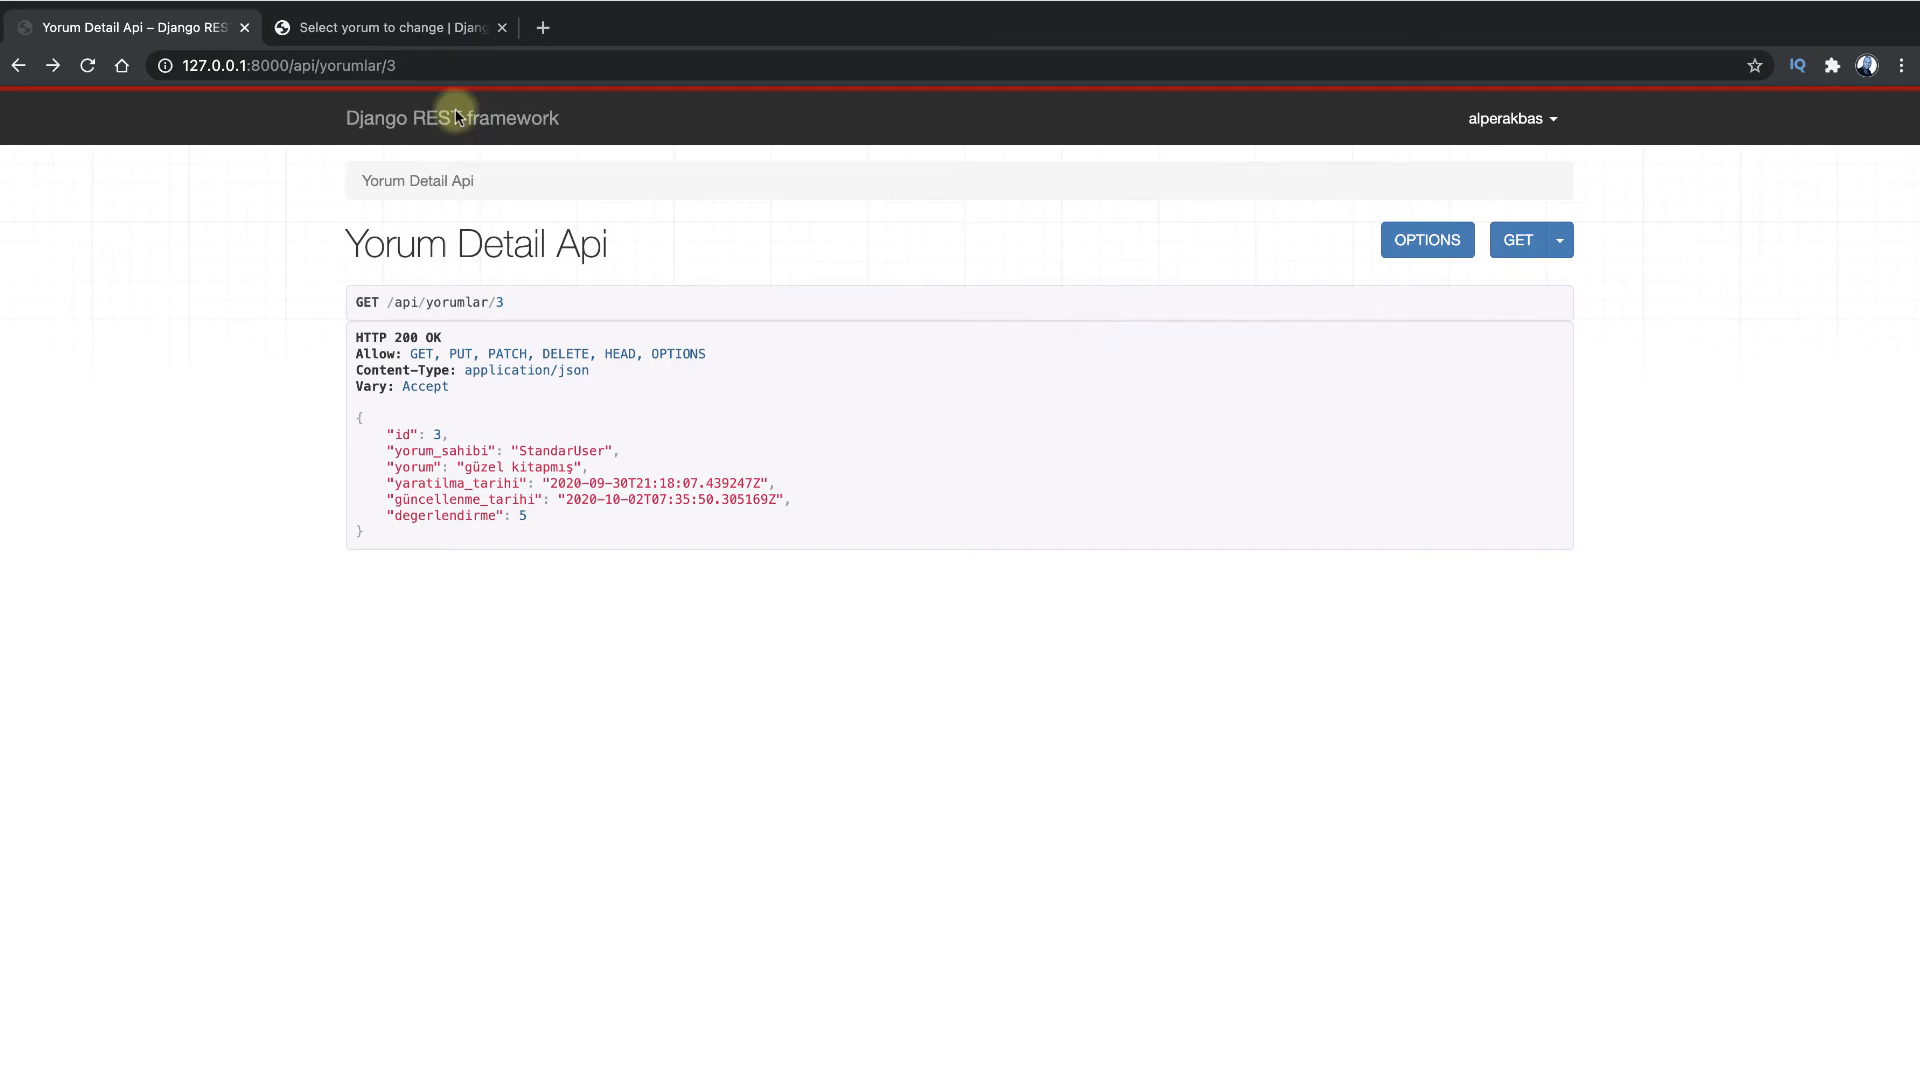 Yorum Detail Api – Django RES
Select yorum to change | Djang
127.0.0.1:8000/api/yorumlar/3
IQ
Django REST framework
alperakbas
Yorum Detail Api
Yorum Detail Api
OPTIONS
GET
GET /api/yorumlar/3
HTTP 200 OK
Allow: GET, PUT, PATCH, DELETE, HEAD, OPTIONS
Content-Type: application/json
Vary: Accept
{
"id": 3,
"yorum_sahibi": "StandarUser",
"yorum": "güzel kitapmış",
"yaratilma_tarihi": "2020-09-30T21:18:07.439247Z",
"güncellenme_tarihi": "2020-10-02T07:35:50.305169Z",
"degerlendirme": 5
}